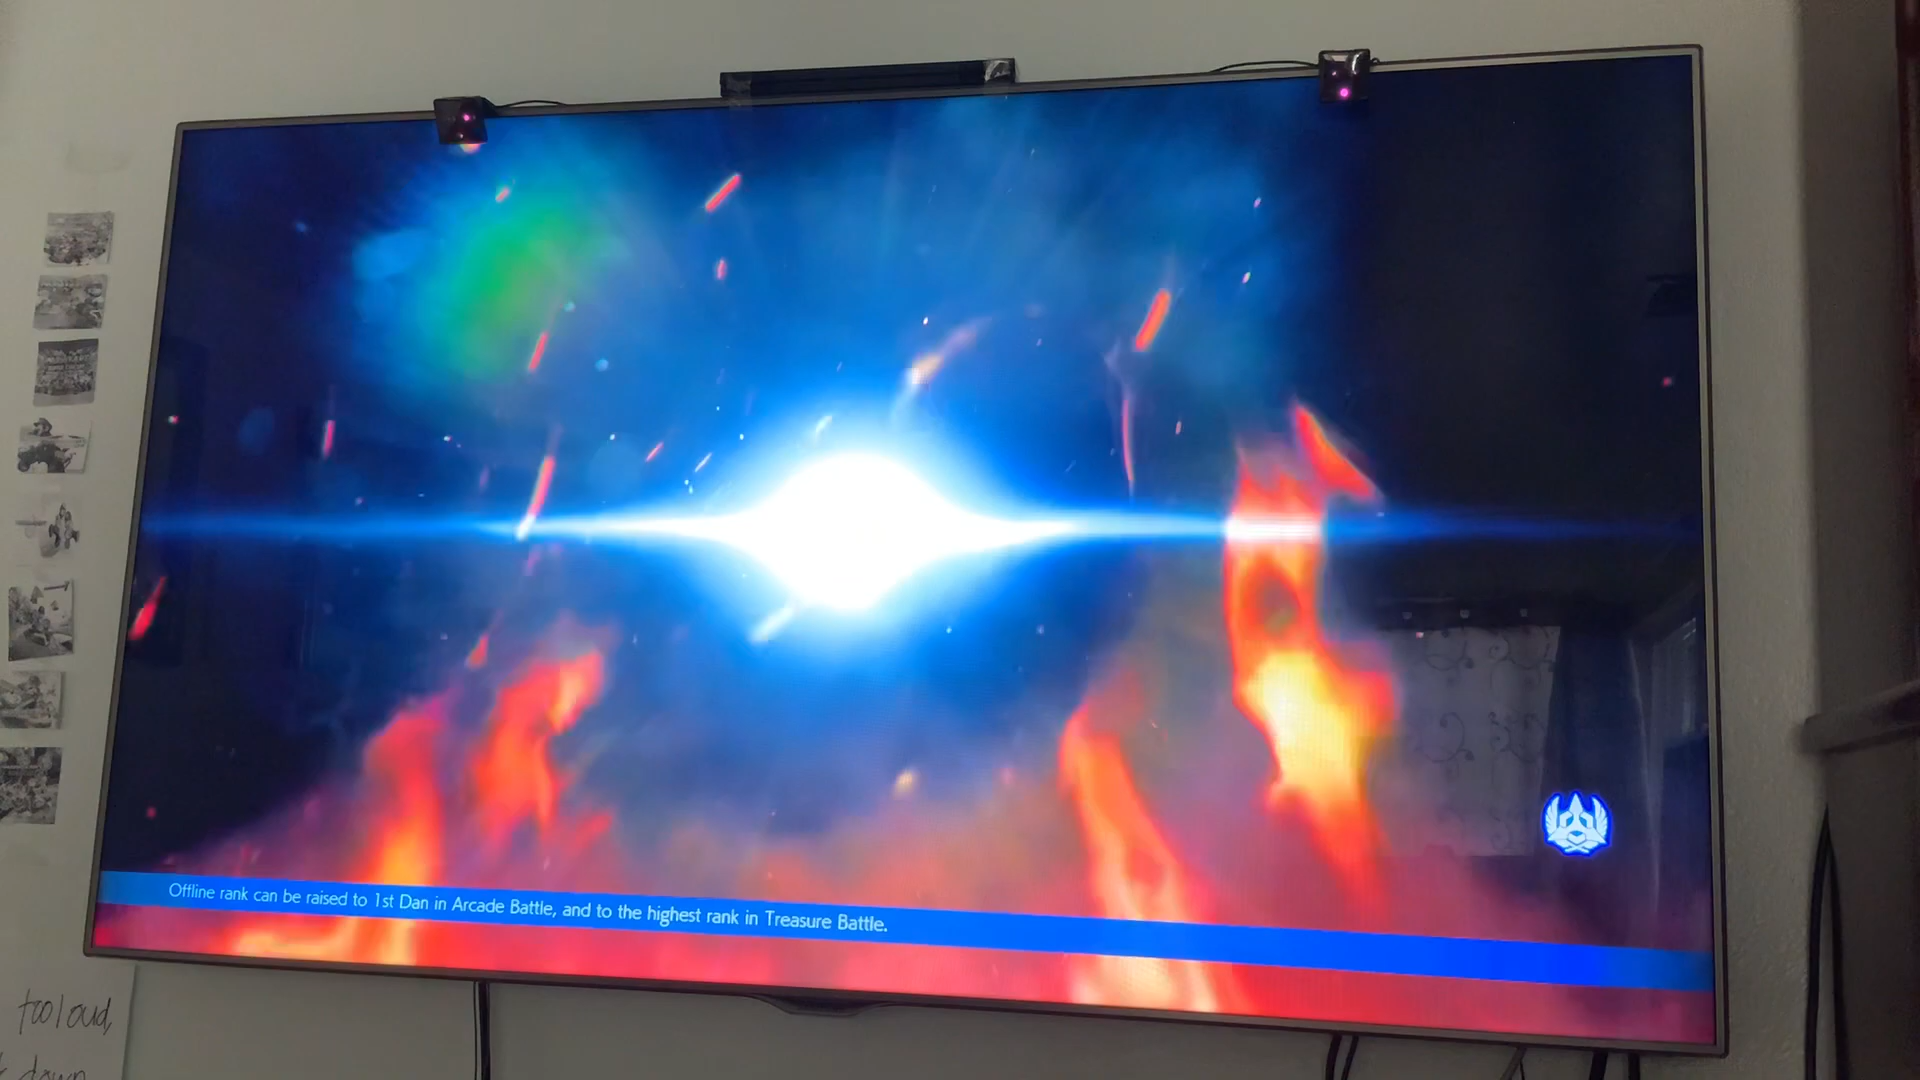 Offline rank can be raised to 1st Dan in Arcade Battle, and to the highest rank in Treasure Battle.
too loud,
down